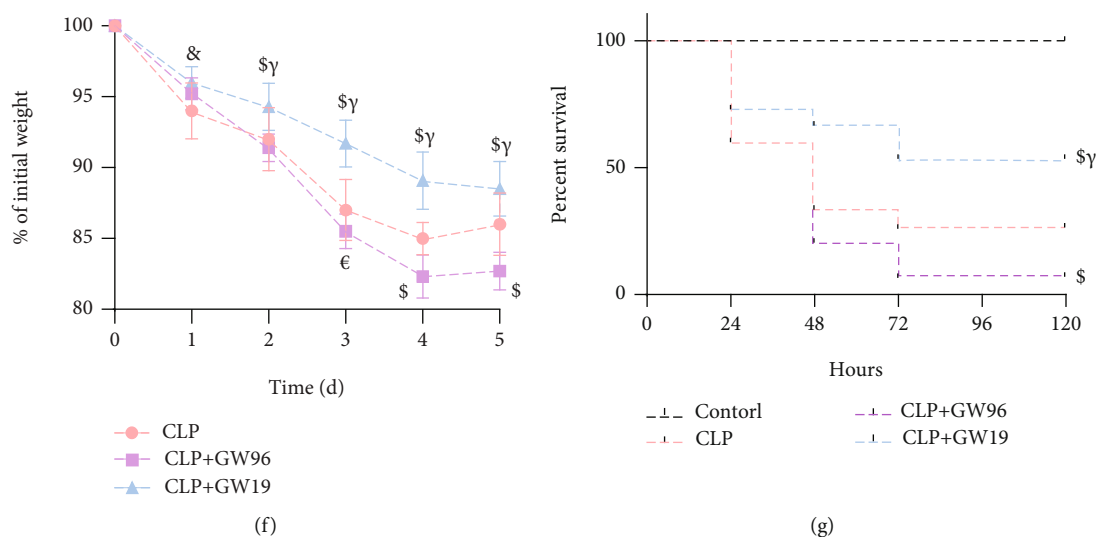 100
95
90
85
80
% of initial weight
&
$γ
$γ
$γ
$γ
€
$
$
0 1 2 3 4 5
Time (d)
CLP
CLP+GW96
CLP+GW19
(f)
100
50
0
Percent survival
$γ
$
0 24 48 72 96 120
Hours
Contorl
CLP
CLP+GW96
CLP+GW19
(g)